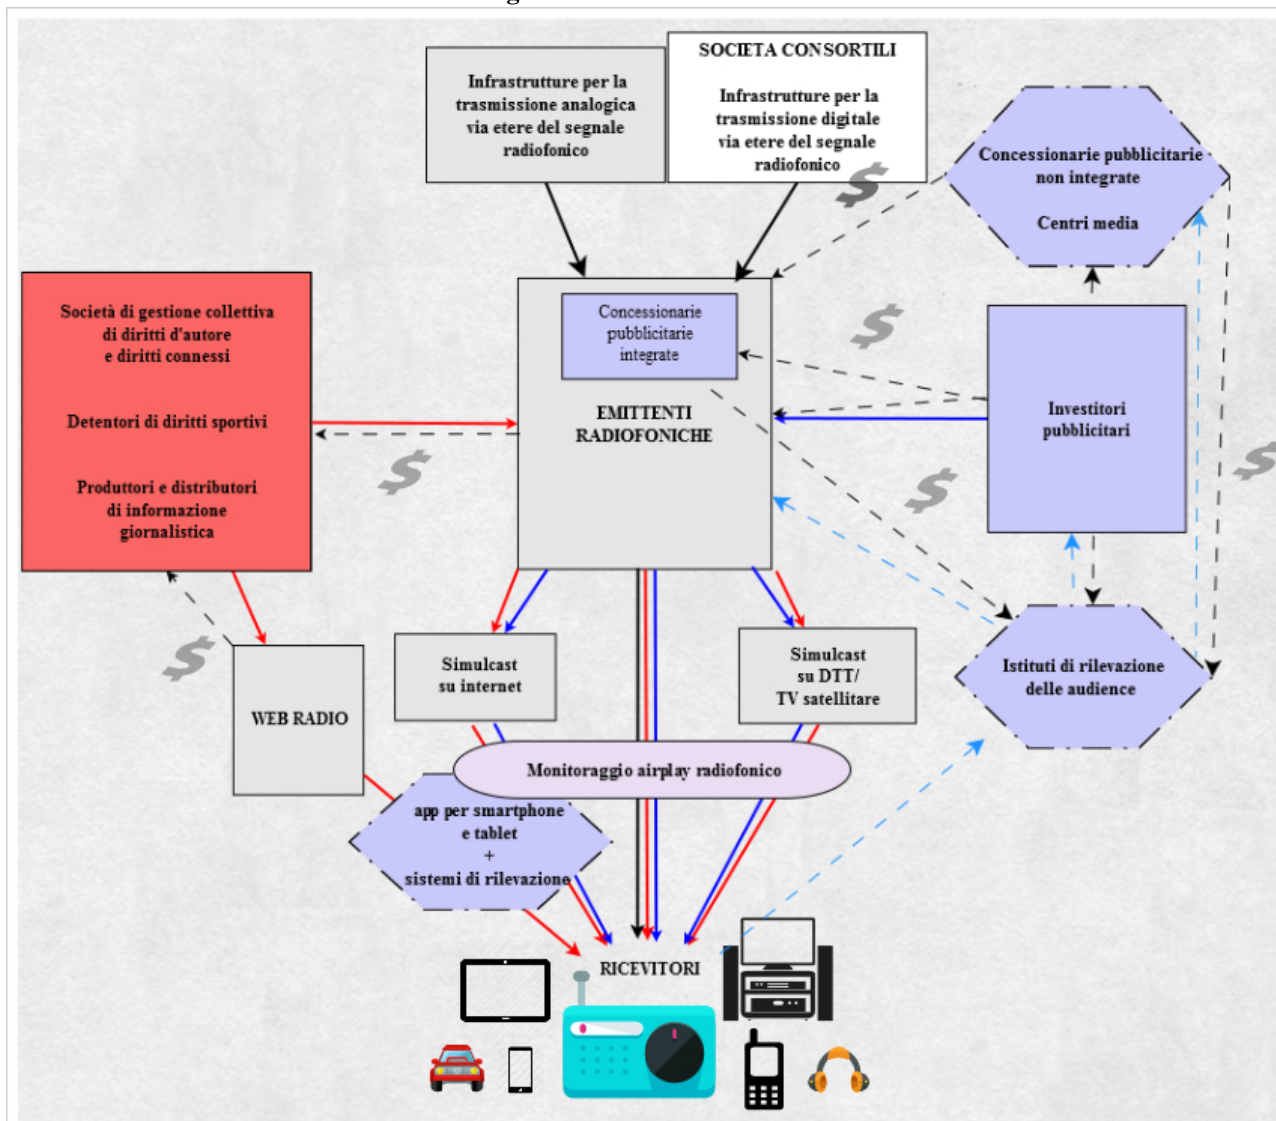 Infrastrutture per la
trasmissione analogica
via etere del segnale
radiofonico
SOCIETA CONSORTILI
Infrastrutture per la
trasmissione digitale
via etere del segnale
radiofonico
Concessionarie pubblicitarie
non integrate
Centri media
$
Società di gestione collettiva
di diritti d'autore
e diritti connessi
Detentori di diritti sportivi
Produttori e distributori
di informazione
giornalistica
Concessionarie
pubblicitarie
integrate
EMITTENTI
RADIOFONICHE
$
Investitori
pubblicitari
$
$
$
$
WEB RADIO
Simulcast
su internet
Simulcast
su DTT/
TV satellitare
Istituti di rilevazione
delle audience
Monitoraggio airplay radiofonico
app per smartphone
e tablet
+
sistemi di rilevazione
RICEVITORI